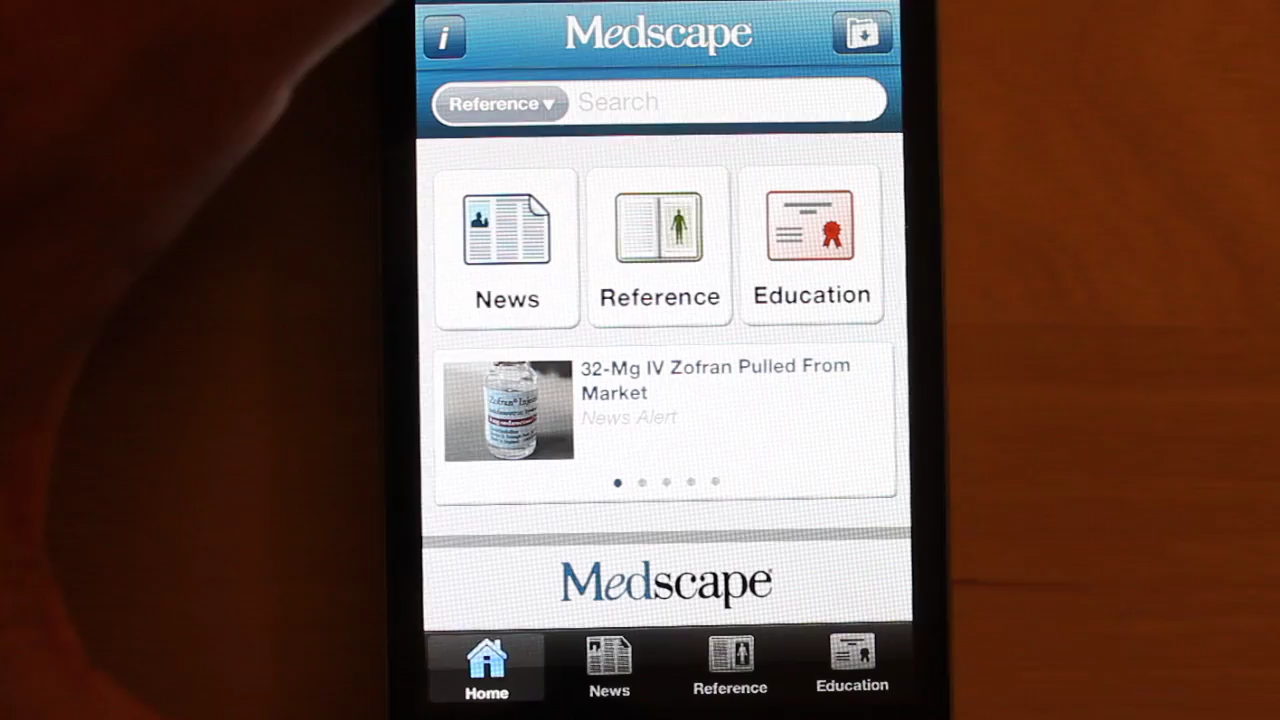 i
Medscape
Reference ▾
Search
News
Reference
Education
32-Mg IV Zofran Pulled From
Market
News Alert
Medscape
Home
News
Reference
Education